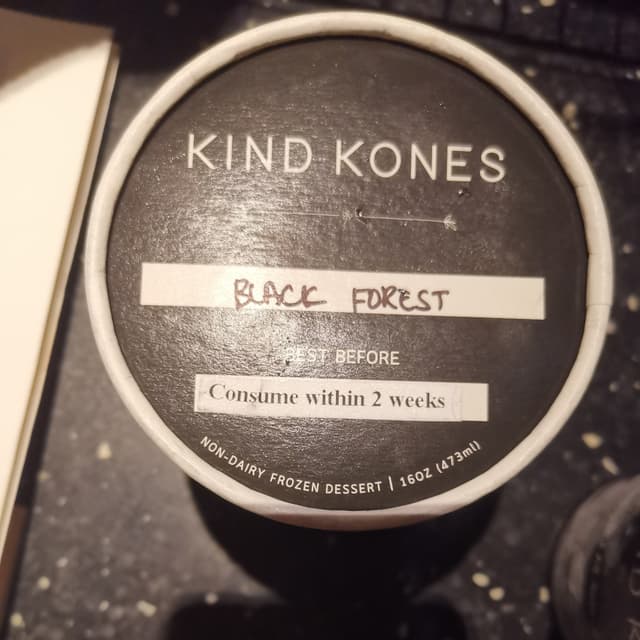 KIND KONES
BLACK FOREST
BEST BEFORE
Consume within 2 weeks
NON-DAIRY FROZEN DESSERT | 16OZ (473ml)